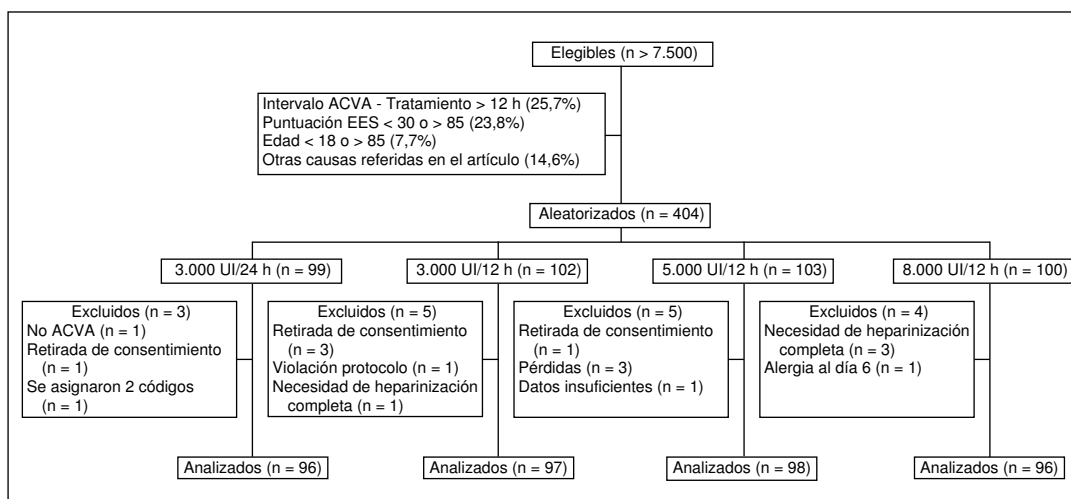 Elegibles (n > 7.500)
Intervalo ACVA - Tratamiento > 12 h (25,7%)
Puntuación EES < 30 o > 85 (23,8%)
Edad < 18 o > 85 (7,7%)
Otras causas referidas en el artículo (14,6%)
Aleatorizados (n = 404)
3.000 UI/24 h (n = 99)
3.000 UI/12 h (n = 102)
5.000 UI/12 h (n = 103)
8.000 UI/12 h (n = 100)
Excluidos (n = 3)
No ACVA (n = 1)
Retirada de consentimiento
(n = 1)
Se asignaron 2 códigos
(n = 1)
Excluidos (n = 5)
Retirada de consentimiento
(n = 3)
Violación protocolo (n = 1)
Necesidad de heparinización
completa (n = 1)
Excluidos (n = 5)
Retirada de consentimiento
(n = 1)
Pérdidas (n = 3)
Datos insuficientes (n = 1)
Excluidos (n = 4)
Necesidad de heparinización
completa (n = 3)
Alergia al día 6 (n = 1)
Analizados (n = 96)
Analizados (n = 97)
Analizados (n = 98)
Analizados (n = 96)